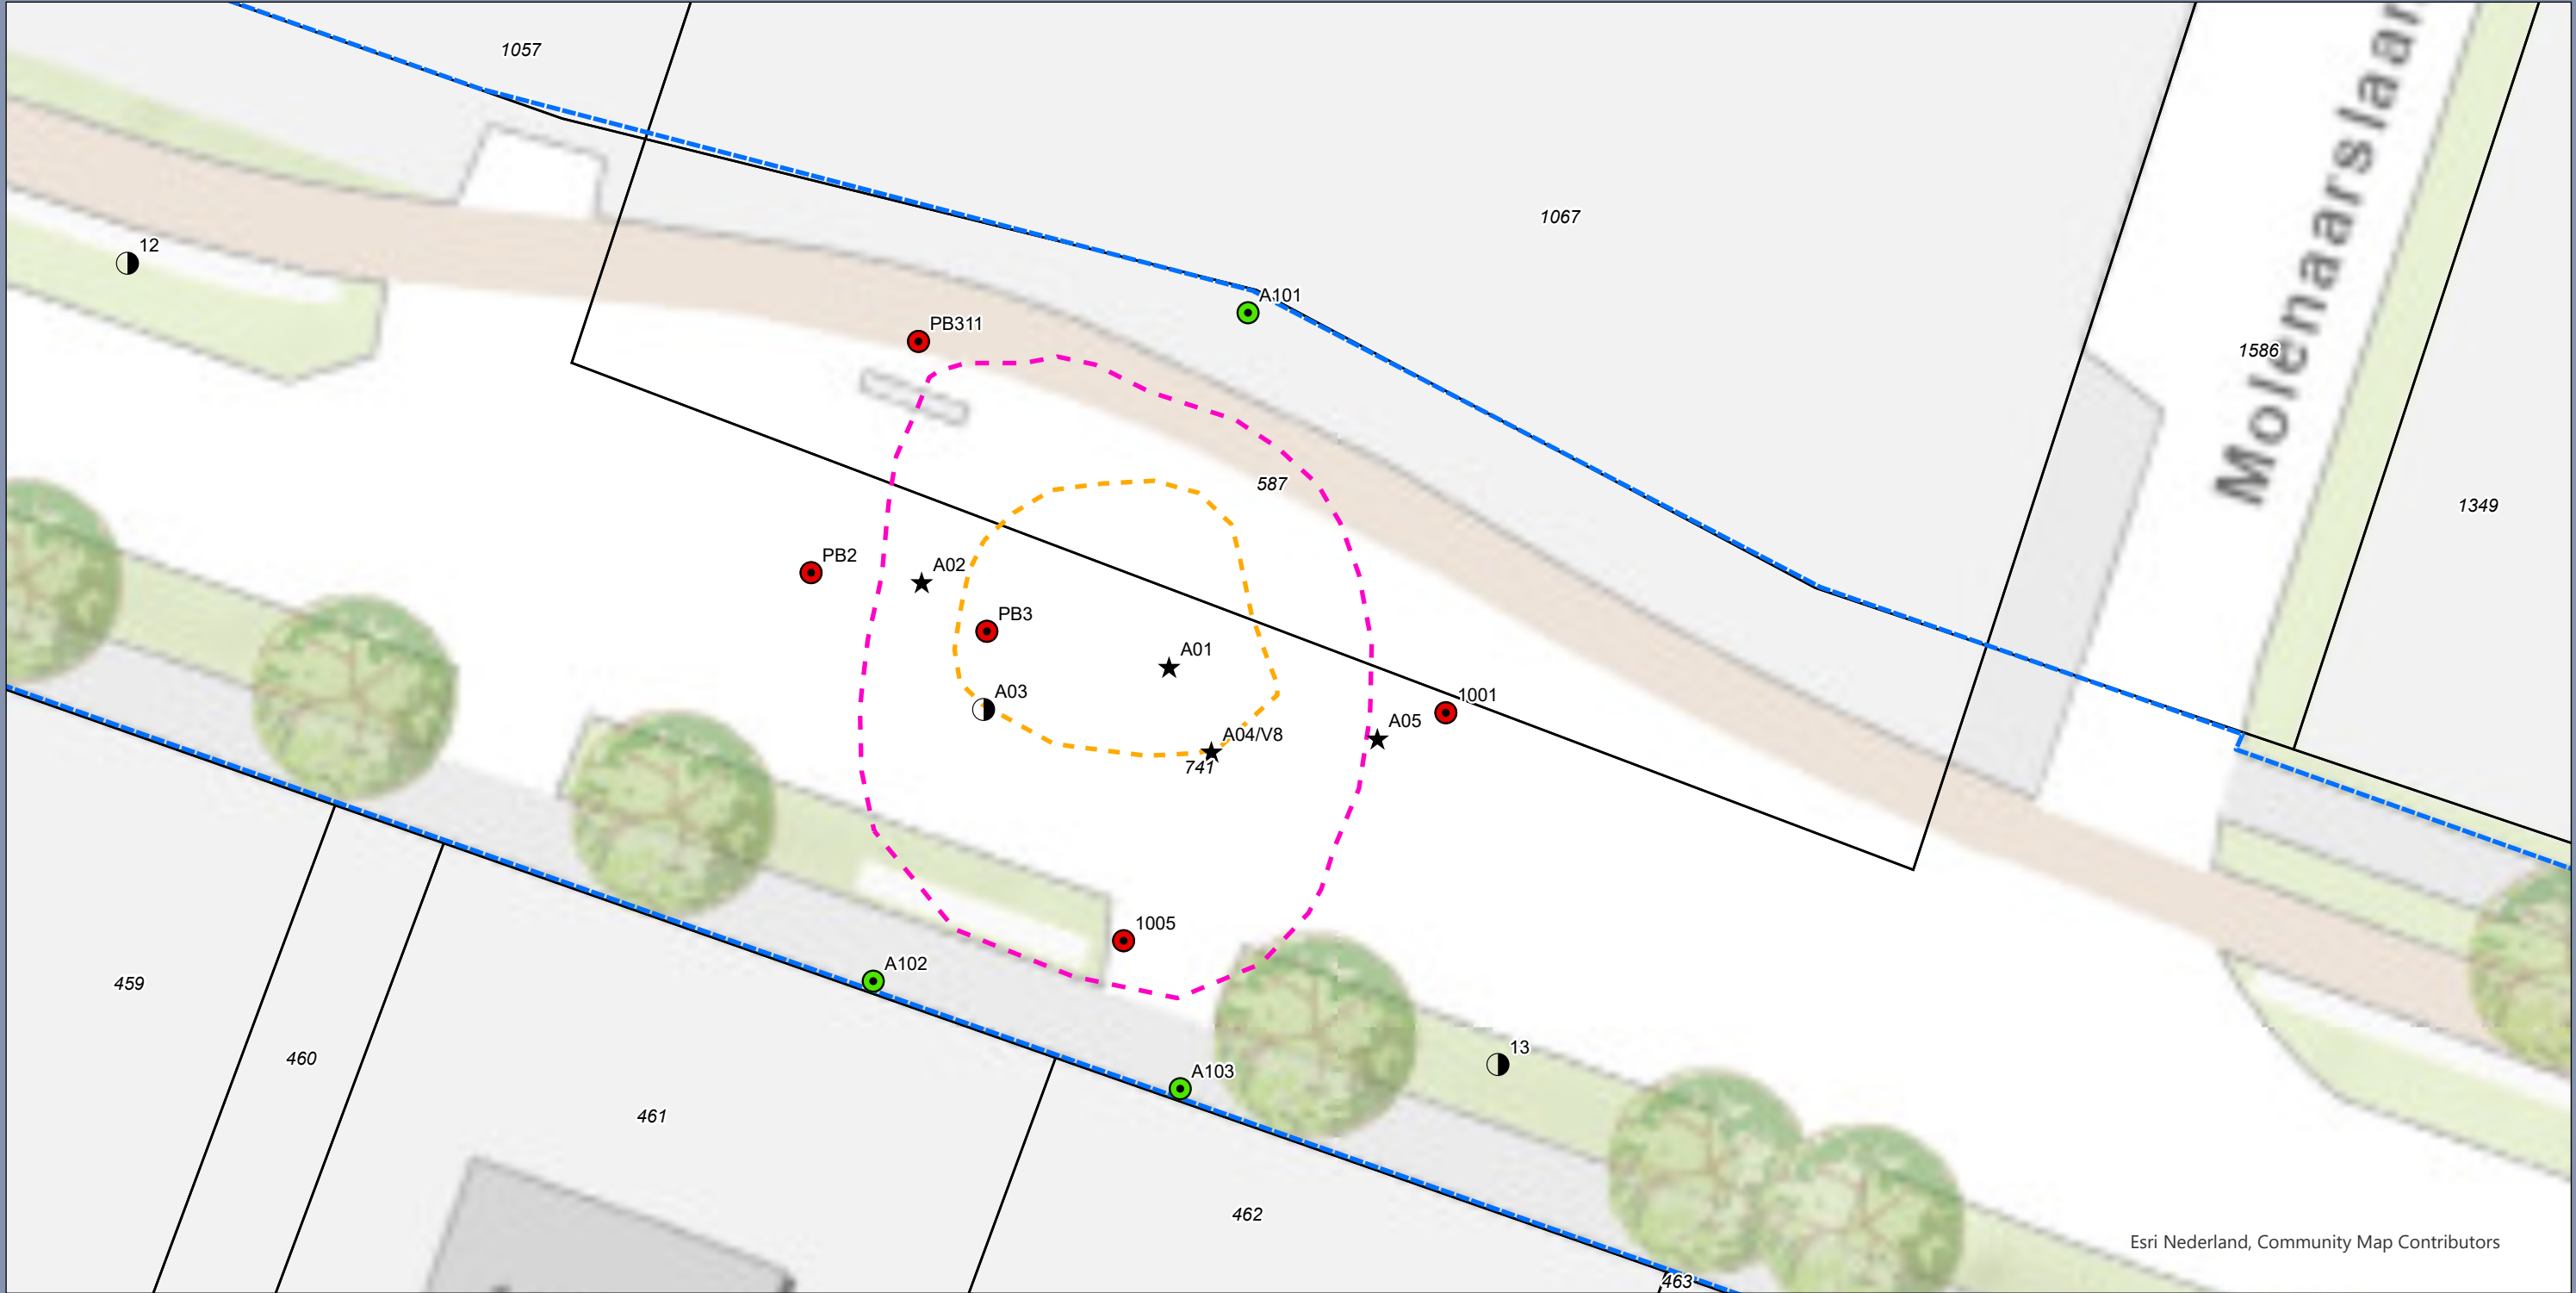 1057
1067
12
A101
PB311
1586
Molenaarslaan
587
1349
PB2
A02
PB3
A01
A03
1001
A05
A04/V8
741
1005
A102
459
460
13
A103
461
462
Esri Nederland, Community Map Contributors
463